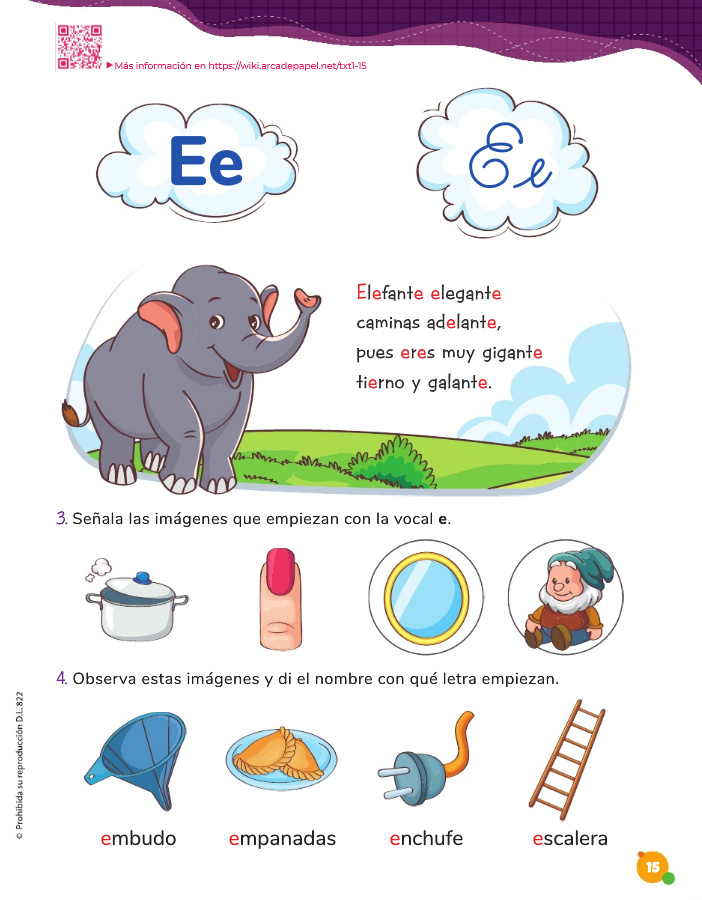 ▶Más información en https://wiki.arcadepapel.net/txt1-15
Ee
Ee
Elefante elegante
caminas adelante,
pues eres muy gigante
tierno y galante.
3. Señala las imágenes que empiezan con la vocal e.
4. Observa estas imágenes y di el nombre con qué letra empiezan.
embudo
empanadas
enchufe
escalera
© Prohibida su reproducción D.L. 822
15